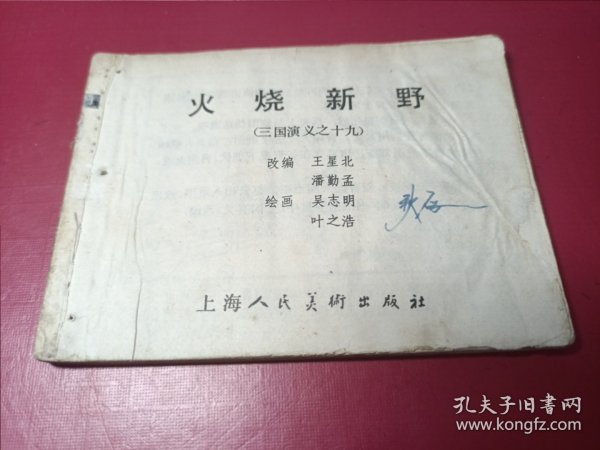 火烧新野
(三国演义之十九)
改编 王星北
潘勤孟
绘画 吴志明
叶之浩
上海人民美術出版社
孔夫子旧书网
www.kongfz.com